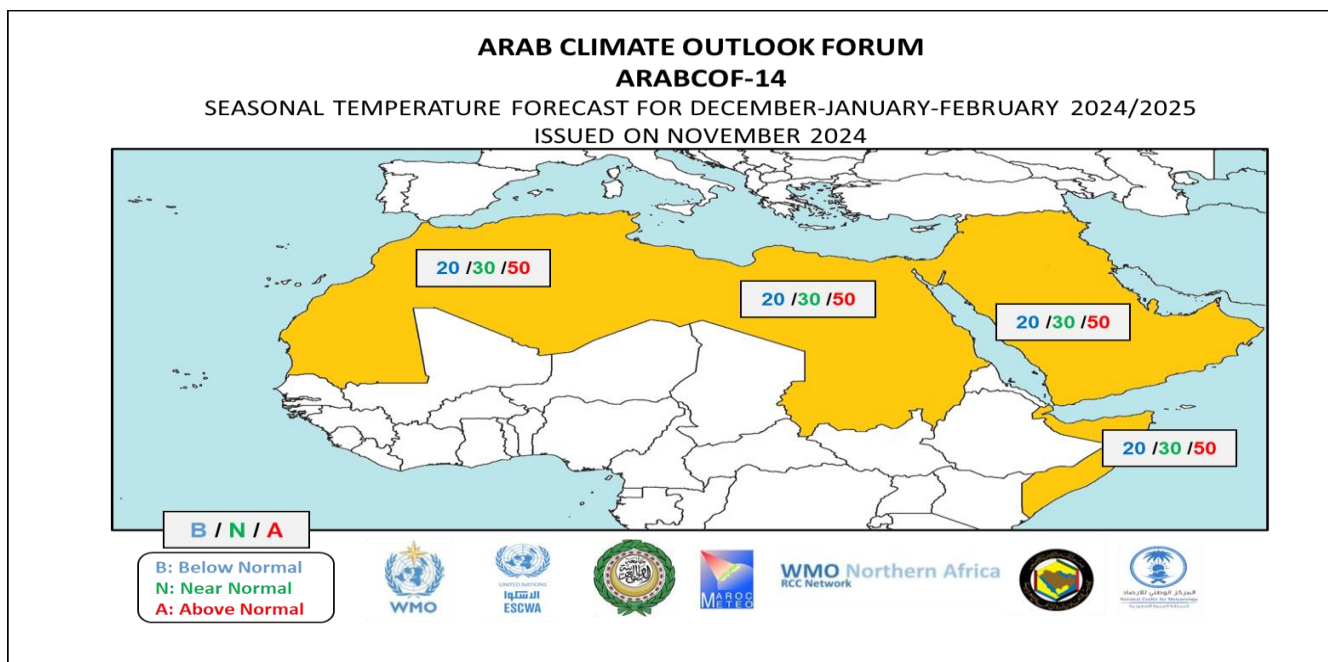 ARAB CLIMATE OUTLOOK FORUM
ARABCOF-14
SEASONAL TEMPERATURE FORECAST FOR DECEMBER-JANUARY-FEBRUARY 2024/2025
ISSUED ON NOVEMBER 2024
20 /30 /50
20 /30 /50
20 /30 /50
20 /30 /50
B / N / A
B: Below Normal
N: Near Normal
A: Above Normal
WMO
UNITED NATIONS
الاسكوا
ESCWA
MAROC
METEO
WMO Northern Africa
RCC Network
المركز الوطني للأرصاد
National Center for Meteorology